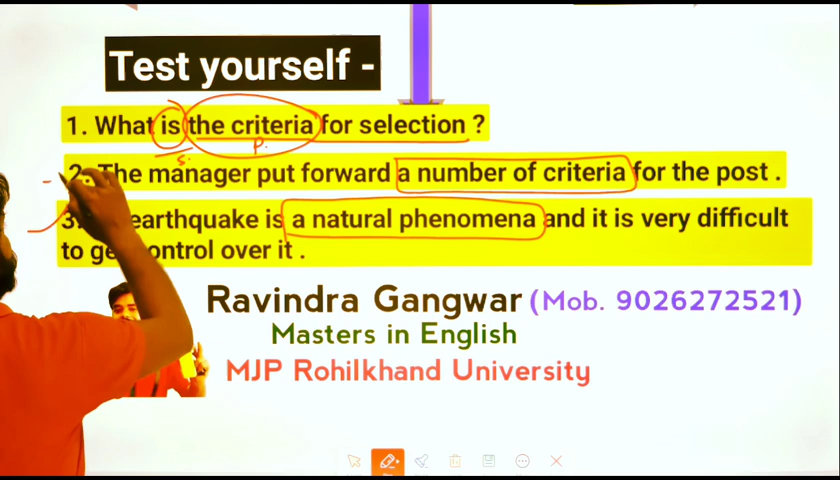 Test yourself -
1. What is the criteria for selection ?
p.
s.
2. The manager put forward a number of criteria for the post .
3. earthquake is a natural phenomena and it is very difficult
to control over it .
Ravindra Gangwar (Mob. 9026272521)
Masters in English
MJP Rohilkhand University